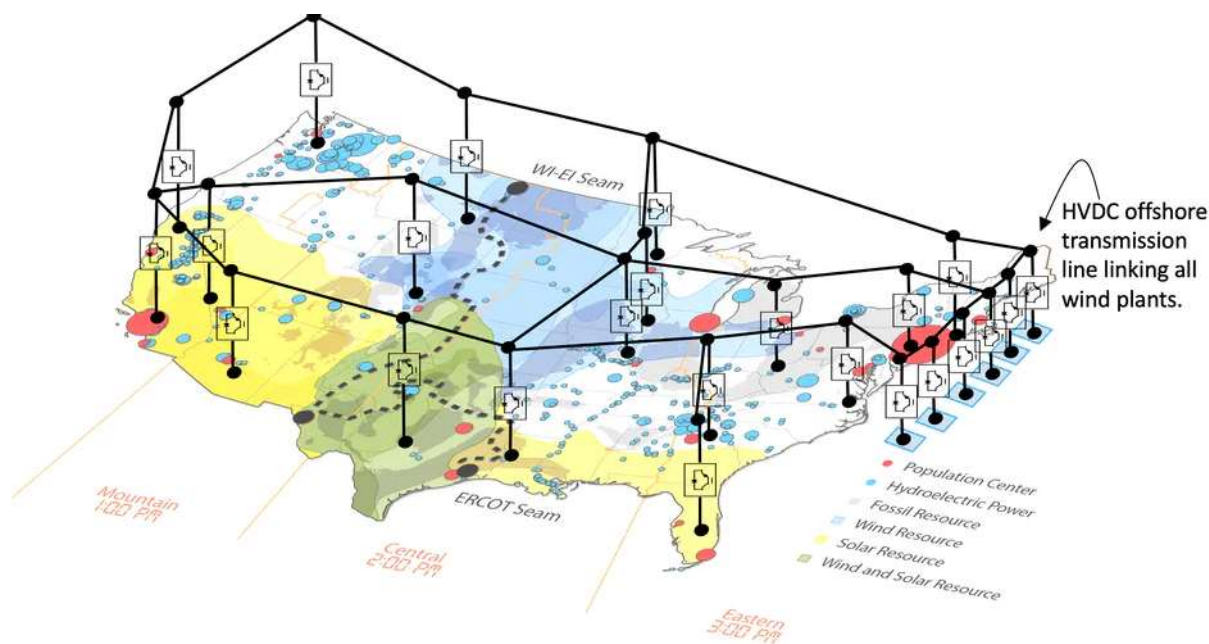 WI-EI Seam
HVDC offshore
transmission
line linking all
wind plants.
Population Center
Hydroelectric Power
Fossil Resource
Wind Resource
Solar Resource
Wind and Solar Resource
ERCOT Seam
Mountain
1:00 PM
Central
2:00 PM
Eastern
3:00 PM